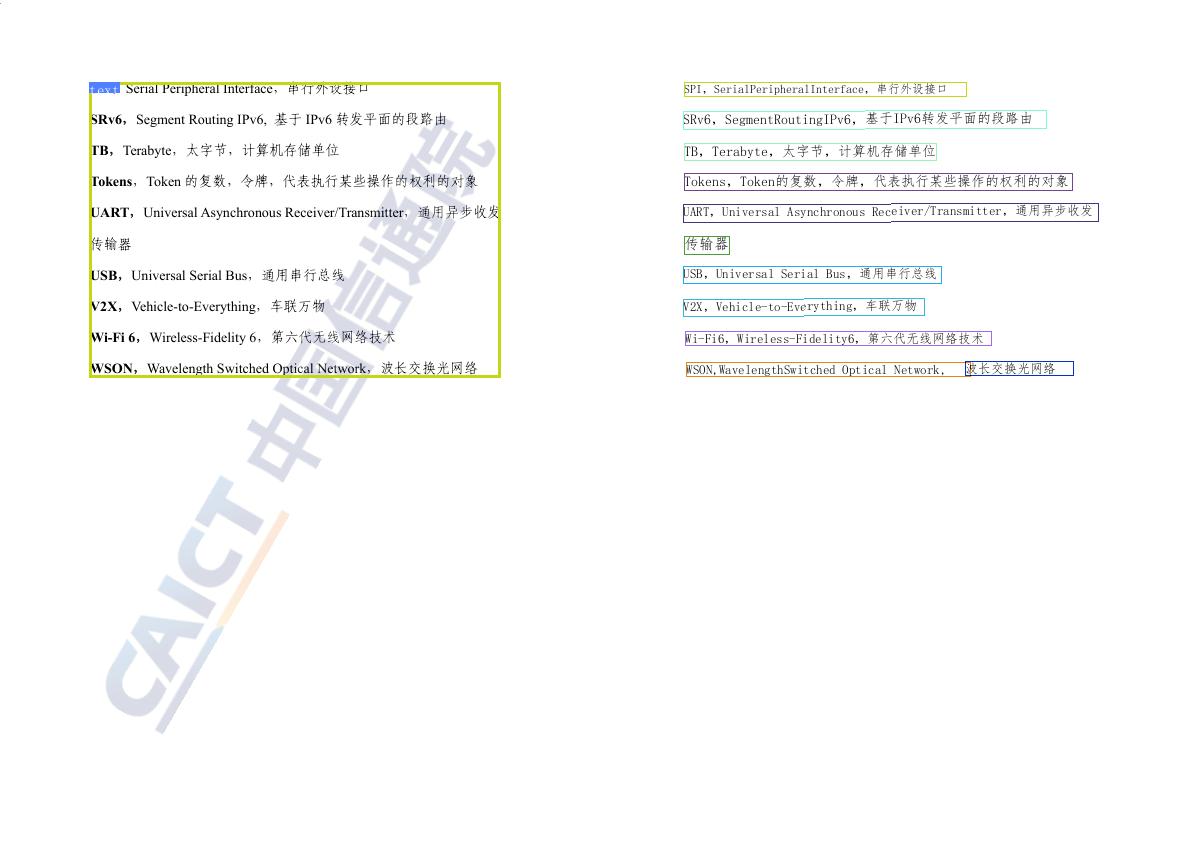 text Serial Peripheral Interface，串行外设接口
SRv6，Segment Routing IPv6, 基于 IPv6 转发平面的段路由
TB，Terabyte，太字节，计算机存储单位
Tokens，Token 的复数，令牌，代表执行某些操作的权利的对象
UART，Universal Asynchronous Receiver/Transmitter，通用异步收发
传输器
USB，Universal Serial Bus，通用串行总线
V2X，Vehicle-to-Everything，车联万物
Wi-Fi 6，Wireless-Fidelity 6，第六代无线网络技术
WSON，Wavelength Switched Optical Network，波长交换光网络
CAICT 中国信通院
SPI，SerialPeripheralInterface，串行外设接口
SRv6，SegmentRoutingIPv6，基于IPv6转发平面的段路由
TB，Terabyte，太字节，计算机存储单位
Tokens，Token的复数，令牌，代表执行某些操作的权利的对象
UART，Universal Asynchronous Receiver/Transmitter，通用异步收发
传输器
USB，Universal Serial Bus，通用串行总线
V2X，Vehicle-to-Everything，车联万物
Wi-Fi6，Wireless-Fidelity6，第六代无线网络技术
WSON,WavelengthSwitched Optical Network，波长交换光网络